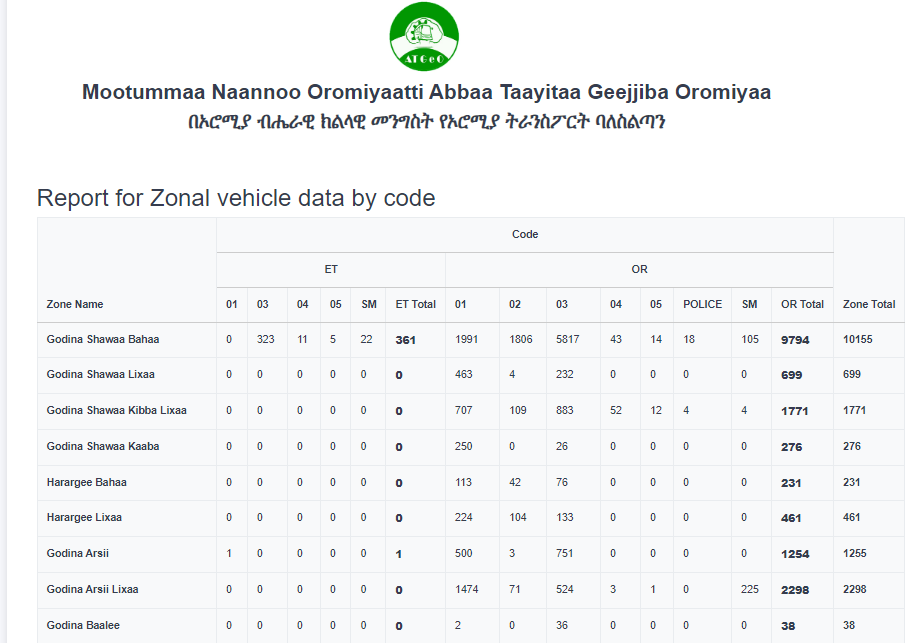 ATGeO
Mootummaa Naannoo Oromiyaatti Abbaa Taayitaa Geejjiba Oromiyaa
በኦሮሚያ ብሔራዊ ክልላዊ መንግስት የኦሮሚያ ትራንስፖርት ባለስልጣን
Report for Zonal vehicle data by code
Code
ET OR
Zone Name 01 03 04 05 SM ET Total 01 02 03 04 05 POLICE SM OR Total Zone Total
Godina Shawaa Bahaa 0 323 11 5 22 361 1991 1806 5817 43 14 18 105 9794 10155
Godina Shawaa Lixaa 0 0 0 0 0 0 463 4 232 0 0 0 0 699 699
Godina Shawaa Kibba Lixaa 0 0 0 0 0 0 707 109 883 52 12 4 4 1771 1771
Godina Shawaa Kaaba 0 0 0 0 0 0 250 0 26 0 0 0 0 276 276
Harargee Bahaa 0 0 0 0 0 0 113 42 76 0 0 0 0 231 231
Harargee Lixaa 0 0 0 0 0 0 224 104 133 0 0 0 0 461 461
Godina Arsii 1 0 0 0 0 1 500 3 751 0 0 0 0 1254 1255
Godina Arsii Lixaa 0 0 0 0 0 0 1474 71 524 3 1 0 225 2298 2298
Godina Baalee 0 0 0 0 0 0 2 0 36 0 0 0 0 38 38